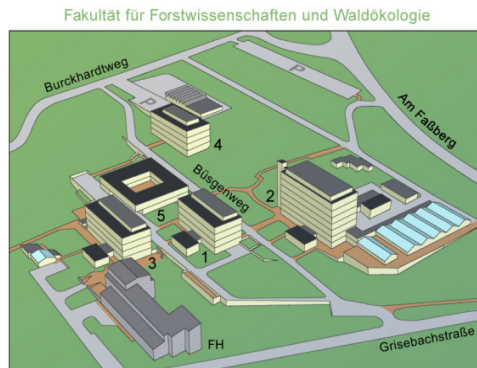 Fakultät für Forstwissenschaften und Waldökologie
Burckhardtweg
P
P
Am Faßberg
4
Büsgenweg
2
5
1
3
FH
Grisebachstraße